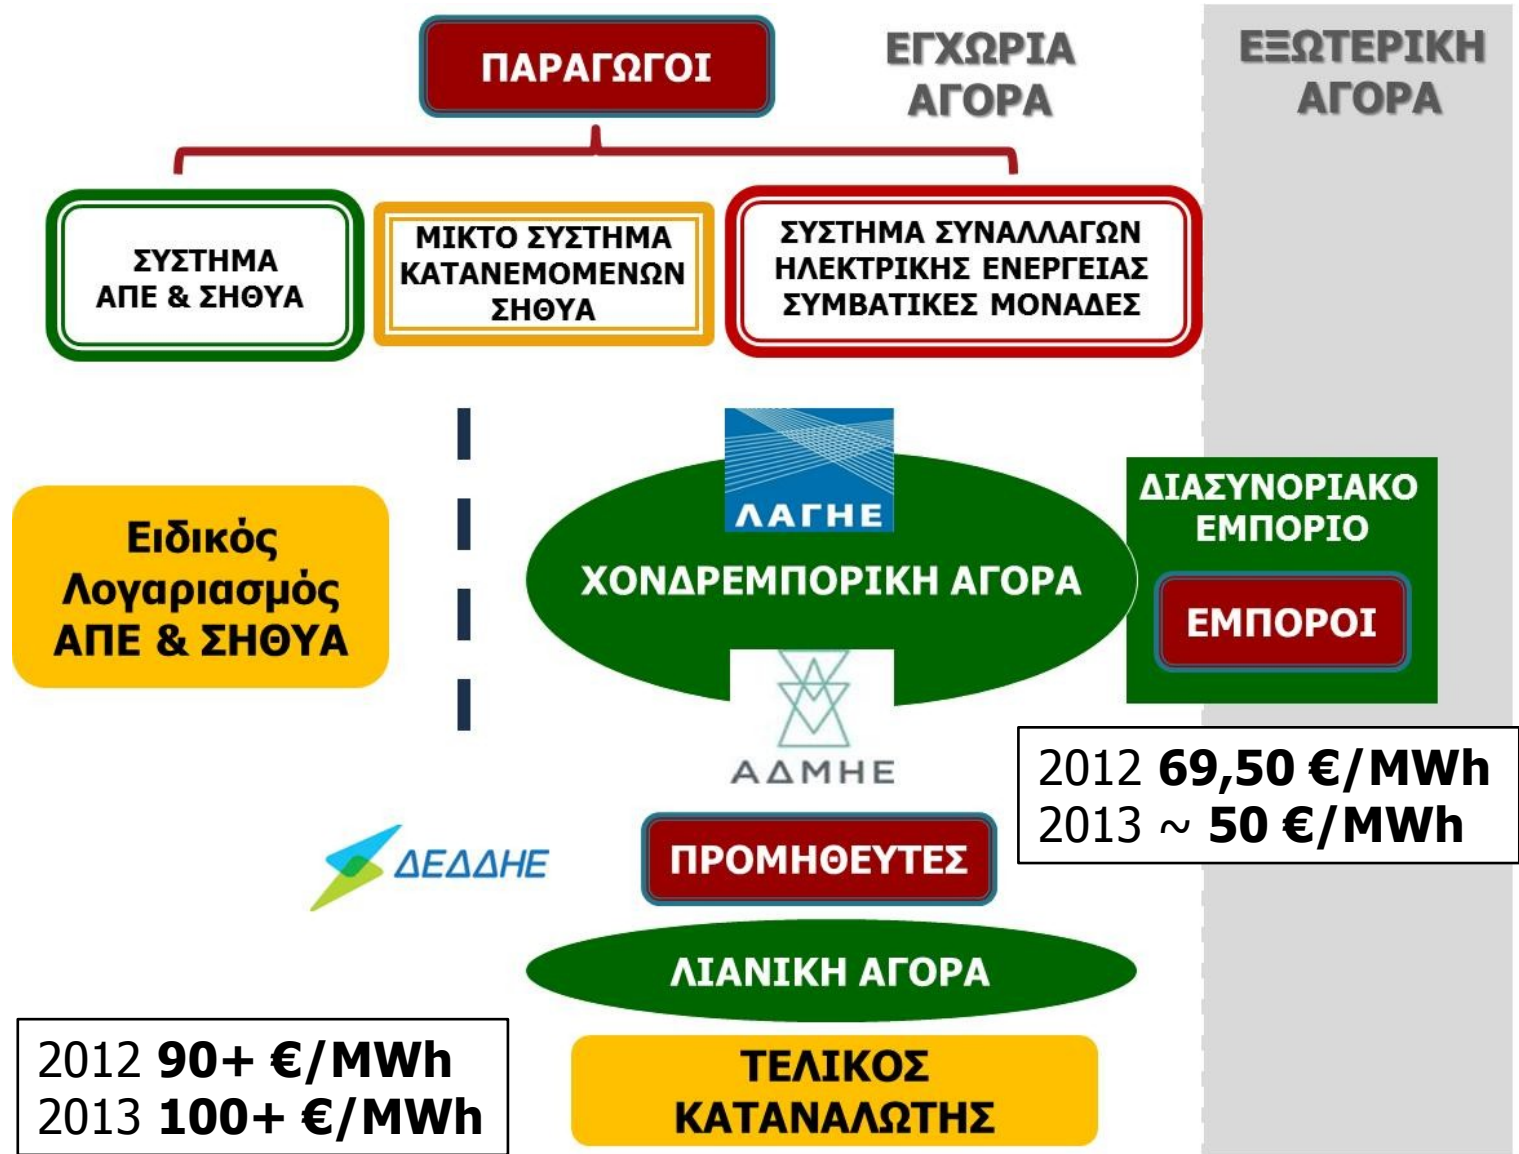 ΠΑΡΑΓΩΓΟΙ
ΕΓΧΩΡΙΑ
ΑΓΟΡΑ
ΕΞΩΤΕΡΙΚΗ
ΑΓΟΡΑ
ΣΥΣΤΗΜΑ
ΑΠΕ & ΣΗΘΥΑ
ΜΙΚΤΟ ΣΥΣΤΗΜΑ
ΚΑΤΑΝΕΜΟΜΕΝΩΝ
ΣΗΘΥΑ
ΣΥΣΤΗΜΑ ΣΥΝΑΛΛΑΓΩΝ
ΗΛΕΚΤΡΙΚΗΣ ΕΝΕΡΓΕΙΑΣ
ΣΥΜΒΑΤΙΚΕΣ ΜΟΝΑΔΕΣ
Ειδικός
Λογαριασμός
ΑΠΕ & ΣΗΘΥΑ
ΛΑΓΗΕ
ΧΟΝΔΡΕΜΠΟΡΙΚΗ ΑΓΟΡΑ
ΔΙΑΣΥΝΟΡΙΑΚΟ
ΕΜΠΟΡΙΟ
ΕΜΠΟΡΟΙ
ΑΔΜΗΕ
2012 69,50 €/MWh
2013 ~ 50 €/MWh
ΔΕΔΔΗΕ
ΠΡΟΜΗΘΕΥΤΕΣ
ΛΙΑΝΙΚΗ ΑΓΟΡΑ
2012 90+ €/MWh
2013 100+ €/MWh
ΤΕΛΙΚΟΣ
ΚΑΤΑΝΑΛΩΤΗΣ